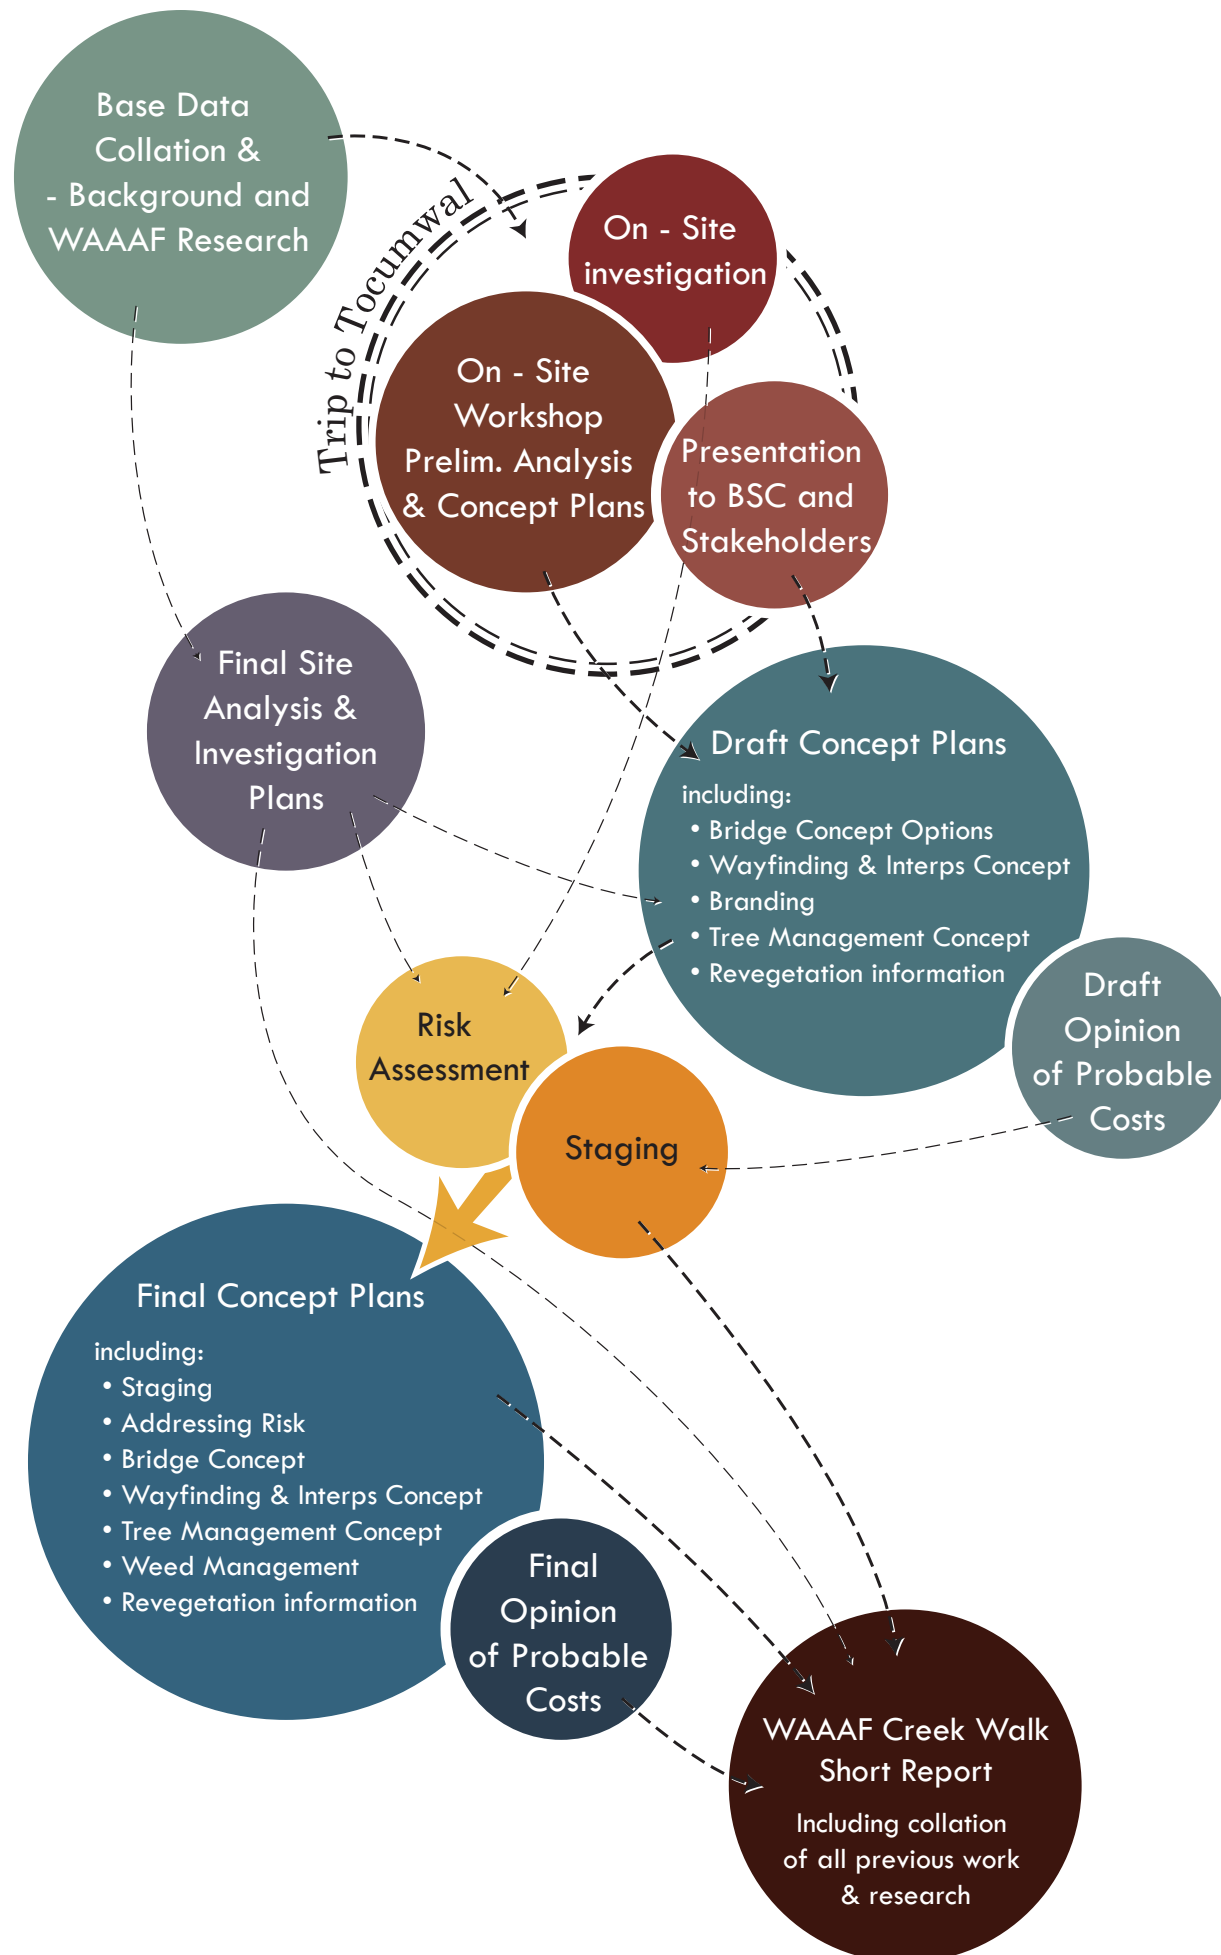 Base Data
Collation &
- Background and
WAAAF Research
Trip to Tocumwal
On - Site
investigation
On - Site
Workshop
Prelim. Analysis
& Concept Plans
Presentation
to BSC and
Stakeholders
Final Site
Analysis &
Investigation
Plans
Draft Concept Plans
including:
• Bridge Concept Options
• Wayfinding & Interps Concept
• Branding
• Tree Management Concept
• Revegetation information
Draft
Opinion
of Probable
Costs
Risk
Assessment
Staging
Final Concept Plans
including:
• Staging
• Addressing Risk
• Bridge Concept
• Wayfinding & Interps Concept
• Tree Management Concept
• Weed Management
• Revegetation information
Final
Opinion
of Probable
Costs
WAAAF Creek Walk
Short Report
Including collation
of all previous work
& research